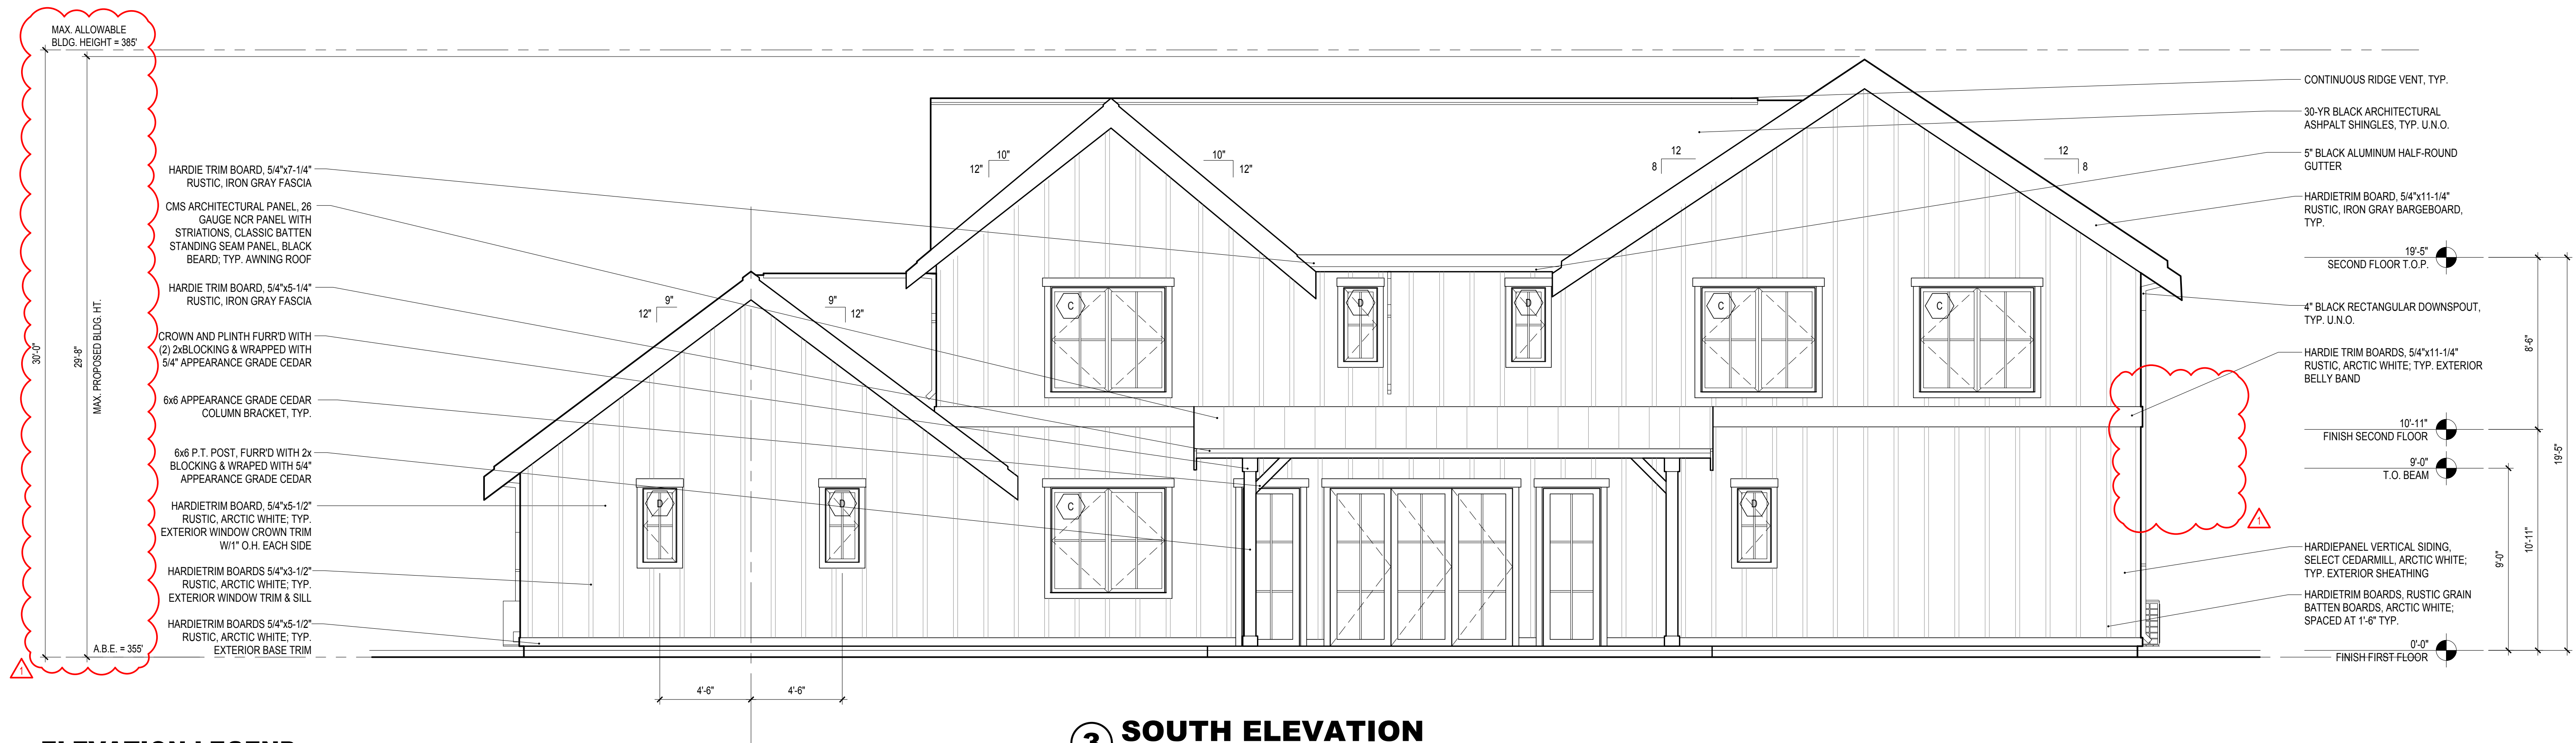 MAX. ALLOWABLE
BLDG. HEIGHT = 385'
30'-0"
29'-8"
MAX. PROPOSED BLDG. HT.
A.B.E. = 355'
1
HARDIE TRIM BOARD, 5/4"x7-1/4"
RUSTIC, IRON GRAY FASCIA
CMS ARCHITECTURAL PANEL, 26
GAUGE NCR PANEL WITH
STRIATIONS, CLASSIC BATTEN
STANDING SEAM PANEL, BLACK
BEARD; TYP. AWNING ROOF
HARDIE TRIM BOARD, 5/4"x5-1/4"
RUSTIC, IRON GRAY FASCIA
CROWN AND PLINTH FURR'D WITH
(2) 2xBLOCKING & WRAPPED WITH
5/4" APPEARANCE GRADE CEDAR
6x6 APPEARANCE GRADE CEDAR
COLUMN BRACKET, TYP.
6x6 P.T. POST, FURR'D WITH 2x
BLOCKING & WRAPED WITH 5/4"
APPEARANCE GRADE CEDAR
HARDIETRIM BOARD, 5/4"x5-1/2"
RUSTIC, ARCTIC WHITE; TYP.
EXTERIOR WINDOW CROWN TRIM
W/1" O.H. EACH SIDE
HARDIETRIM BOARDS 5/4"x3-1/2"
RUSTIC, ARCTIC WHITE; TYP.
EXTERIOR WINDOW TRIM & SILL
HARDIETRIM BOARDS 5/4"x5-1/2"
RUSTIC, ARCTIC WHITE; TYP.
EXTERIOR BASE TRIM
9"
12"
9"
12"
10"
12"
10"
12"
12
8
12
8
C
D
D
C
C
D
D
C
D
4'-6"
4'-6"
CONTINUOUS RIDGE VENT, TYP.
30-YR BLACK ARCHITECTURAL
ASHPALT SHINGLES, TYP. U.N.O.
5" BLACK ALUMINUM HALF-ROUND
GUTTER
HARDIETRIM BOARD, 5/4"x11-1/4"
RUSTIC, IRON GRAY BARGEBOARD,
TYP.
19'-5"
SECOND FLOOR T.O.P.
4" BLACK RECTANGULAR DOWNSPOUT,
TYP. U.N.O.
HARDIE TRIM BOARDS, 5/4"x11-1/4"
RUSTIC, ARCTIC WHITE; TYP. EXTERIOR
BELLY BAND
10'-11"
FINISH SECOND FLOOR
9'-0"
T.O. BEAM
1
HARDIEPANEL VERTICAL SIDING,
SELECT CEDARMILL, ARCTIC WHITE;
TYP. EXTERIOR SHEATHING
HARDIETRIM BOARDS, RUSTIC GRAIN
BATTEN BOARDS, ARCTIC WHITE;
SPACED AT 1'-6" TYP.
0'-0"
FINISH FIRST FLOOR
9'-0"
8'-6"
10'-11"
19'-5"
3
SOUTH ELEVATION
ELEVATION LEGEND